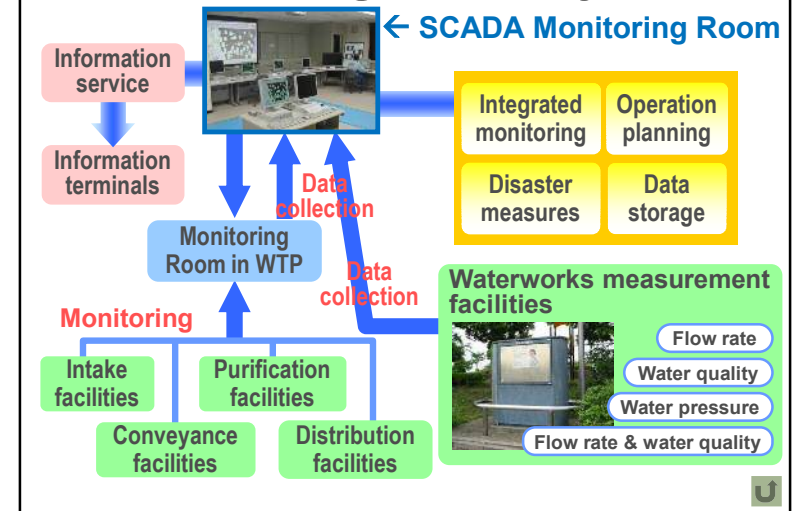 ← SCADA Monitoring Room
Information
service
Information
terminals
Integrated
monitoring
Operation
planning
Disaster
measures
Data
storage
Data
collection
Monitoring
Room in WTP
Data
collection
Monitoring
Intake
facilities
Purification
facilities
Conveyance
facilities
Distribution
facilities
Waterworks measurement
facilities
Flow rate
Water quality
Water pressure
Flow rate & water quality